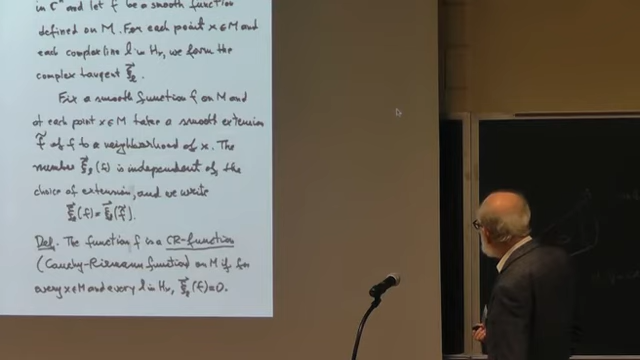 in Cⁿ and let f be a smooth function
defined on M. For each point x∈M and
each complex line l in Hₓ, we form the
complex tangent ξ⃗ₗ.
Fix a smooth function f on M and
at each point x∈M take a smooth extension
f̃ of f to a neighborhood of x. The
number ξ⃗ₗ(f̃) is independent of the
choice of extension, and we write
ξ⃗ₗ(f)=ξ⃗ₗ(f̃).
Def. The function f is a CR-function
(Cauchy-Riemann function) on M if for
every x∈M and every l in Hₓ, ξ⃗ₗ(f)=0.